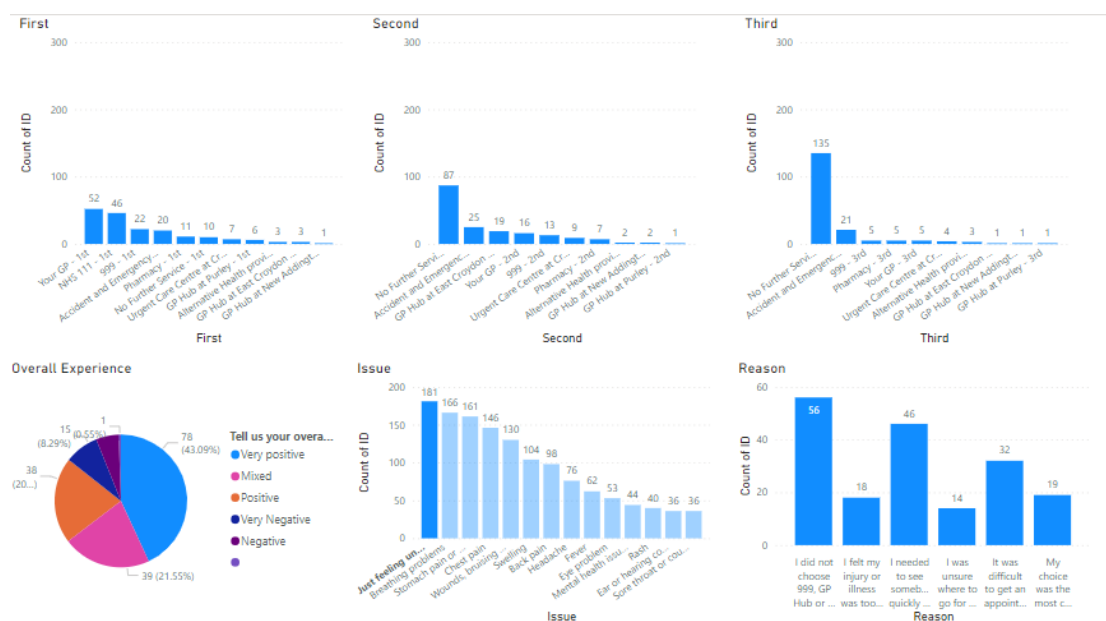 First
Second
Third
300
200
100
0
Count of ID
52
46
22
20
11
10
7
6
3
3
1
Your GP - 1st
NHS 111 - 1st
999 - 1st
Accident and Emergency...
Pharmacy - 1st
No Further Service - 1st
Urgent Care Centre at Cr...
GP Hub at Purley - 1st
Alternative Health provi...
GP Hub at East Croydon ...
GP Hub at New Addingt...
First
300
200
100
0
Count of ID
87
25
19
16
13
9
7
2
2
1
No Further Servi...
Accident and Emergenc...
GP Hub at East Croydon ...
Your GP - 2nd
999 - 2nd
Urgent Care Centre at Cr...
Pharmacy - 2nd
Alternative Health provi...
GP Hub at New Addingt...
GP Hub at Purley - 2nd
Second
300
200
100
0
Count of ID
135
21
5
5
5
4
3
1
1
1
No Further Servi...
Accident and Emergenc...
999 - 3rd
Pharmacy - 3rd
Your GP - 3rd
Urgent Care Centre at Cr...
Alternative Health provi...
GP Hub at East Croydon ...
GP Hub at New Addingt...
GP Hub at Purley - 3rd
Third
Overall Experience
1
(0.55%)
15
(8.29%)
38
(20...)
78
(43.09%)
39 (21.55%)
Tell us your overa...
Very positive
Mixed
Positive
Very Negative
Negative
Issue
200
150
100
50
0
Count of ID
181
166
161
146
130
104
98
76
62
53
44
40
36
36
Just feeling un...
Breathing problems
Stomach pain or ...
Chest pain
Wounds, bruising ...
Swelling
Back pain
Headache
Fever
Eye problem
Mental health issu...
Rash
Ear or hearing co...
Sore throat or cou...
Issue
Reason
60
40
20
0
Count of ID
56
18
46
14
32
19
I did not
choose
999, GP
Hub or ...
I felt my
injury or
illness
was too...
I needed
to see
someb...
quickly ...
I was
unsure
where to
go for ...
It was
difficult
to get an
appoint...
My
choice
was the
most c...
Reason